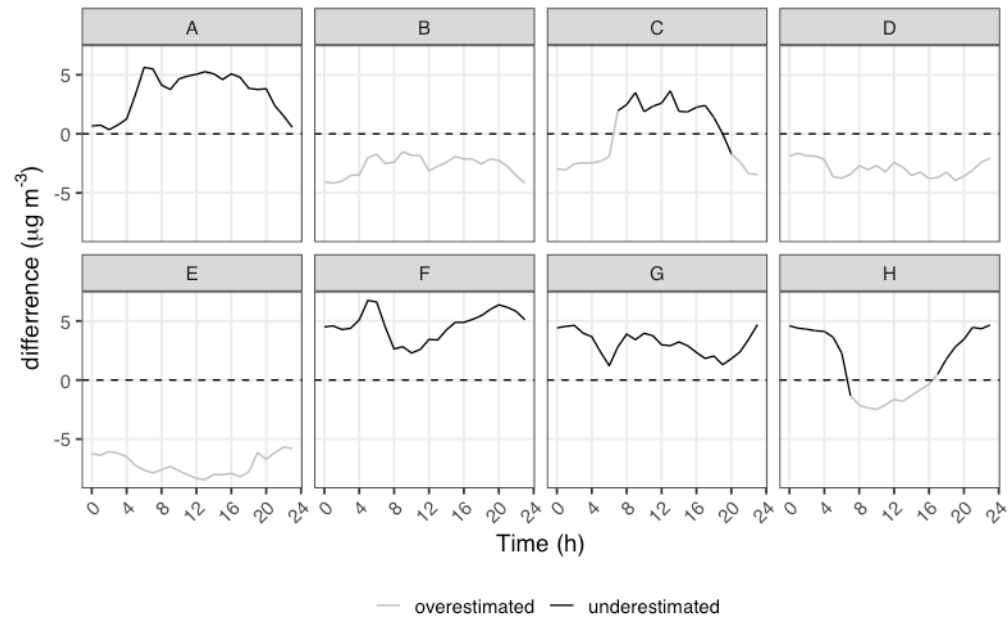 A B C D
5
0
-5
E F G H
5
0
-5
differrence (μg m⁻³)
0 4 8 12 16 20 24 0 4 8 12 16 20 24 0 4 8 12 16 20 24 0 4 8 12 16 20 24
Time (h)
overestimated underestimated